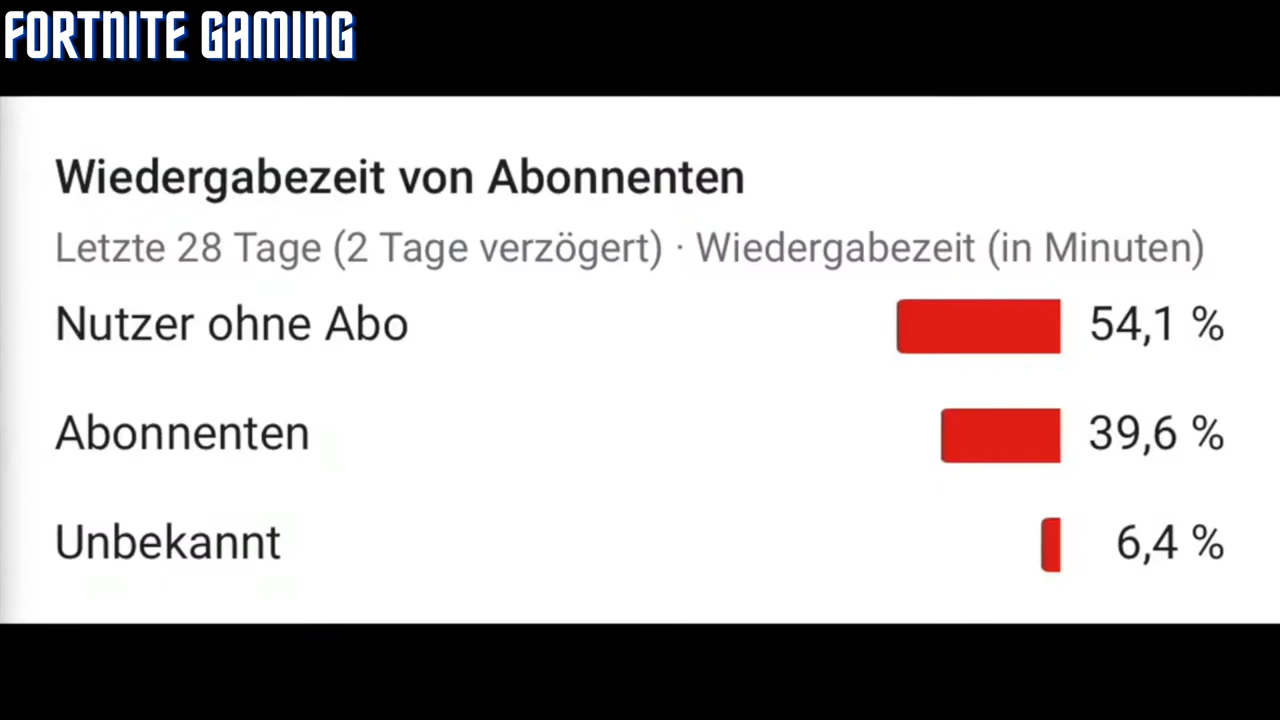 FORTNITE GAMING
Wiedergabezeit von Abonnenten
Letzte 28 Tage (2 Tage verzögert) · Wiedergabezeit (in Minuten)
Nutzer ohne Abo 54,1 %
Abonnenten 39,6 %
Unbekannt 6,4 %